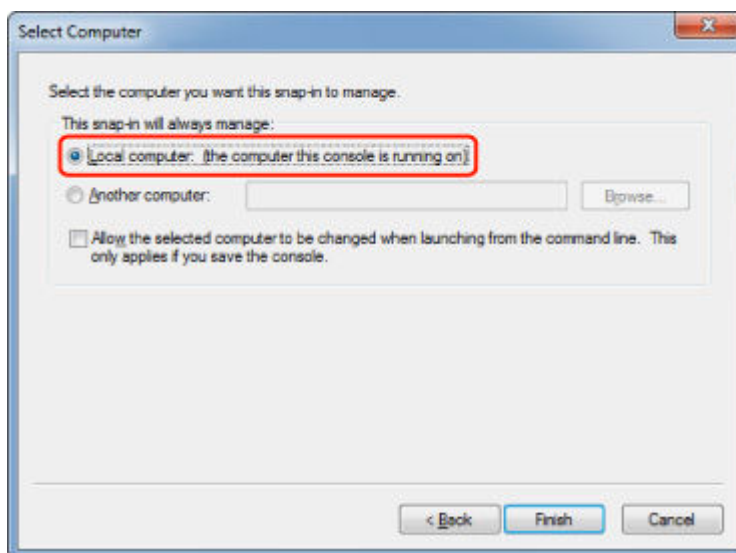 Select Computer
Select the computer you want this snap-in to manage.
This snap-in will always manage:
Local computer: (the computer this console is running on)
Another computer:
Browse...
Allow the selected computer to be changed when launching from the command line. This
only applies if you save the console.
< Back
Finish
Cancel